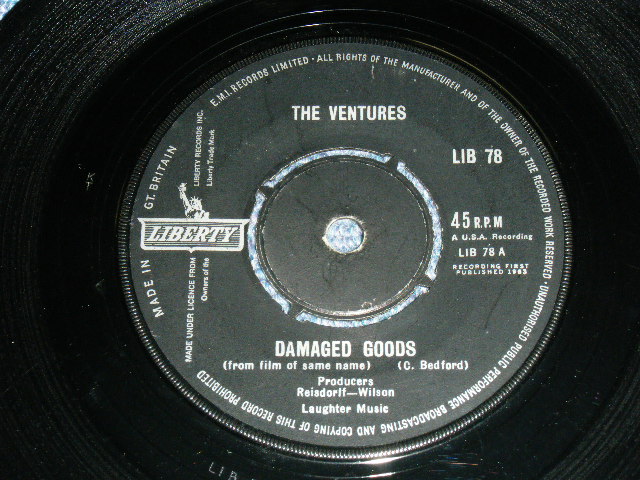 E.M.I. RECORDS LIMITED · ALL RIGHTS OF THE MANUFACTURER AND OF THE OWNER OF THE RECORDED WORK RESERVED · UNAUTHORISED PUBLIC PERFORMANCE BROADCASTING AND COPYING OF THIS RECORD PROHIBITED
MADE IN GT. BRITAIN
THE VENTURES
LIB 78
LIBERTY RECORDS INC.
Liberty Trade Mark
LIBERTY
MADE UNDER LICENCE FROM
Owners of the
45 R.P.M
A U.S.A. Recording
LIB 78 A
RECORDING FIRST
PUBLISHED 1963
DAMAGED GOODS
(from film of same name) (C. Bedford)
Producers
Reisdorff—Wilson
Laughter Music
LIB